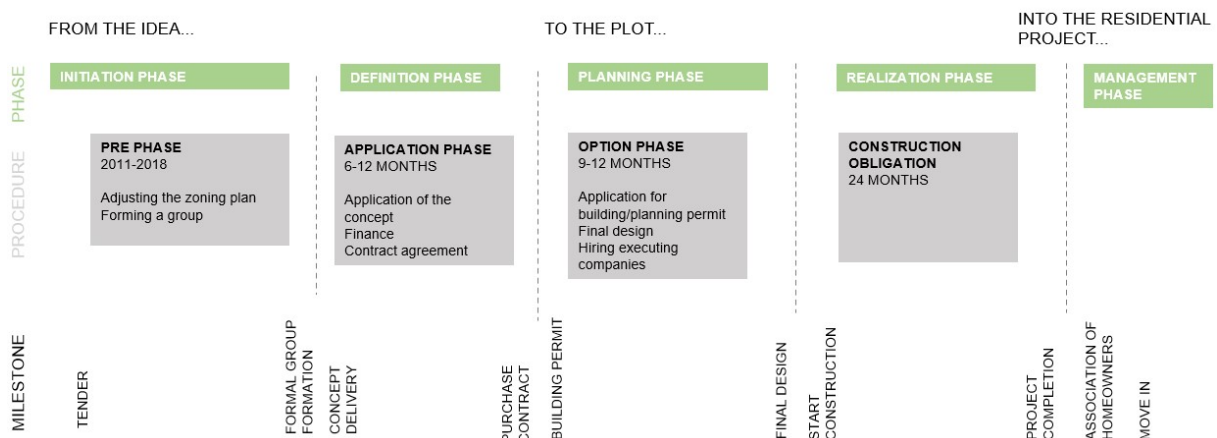 FROM THE IDEA...
TO THE PLOT...
INTO THE RESIDENTIAL
PROJECT...
PHASE
INITIATION PHASE
DEFINITION PHASE
PLANNING PHASE
REALIZATION PHASE
MANAGEMENT
PHASE
PROCEDURE
PRE PHASE
2011-2018
Adjusting the zoning plan
Forming a group
APPLICATION PHASE
6-12 MONTHS
Application of the
concept
Finance
Contract agreement
OPTION PHASE
9-12 MONTHS
Application for
building/planning permit
Final design
Hiring executing
companies
CONSTRUCTION
OBLIGATION
24 MONTHS
MILESTONE
TENDER
FORMAL GROUP
FORMATION
CONCEPT
DELIVERY
PURCHASE
CONTRACT
BUILDING PERMIT
FINAL DESIGN
START
CONSTRUCTION
PROJECT
COMPLETION
ASSOCIATION OF
HOMEOWNERS
MOVE IN